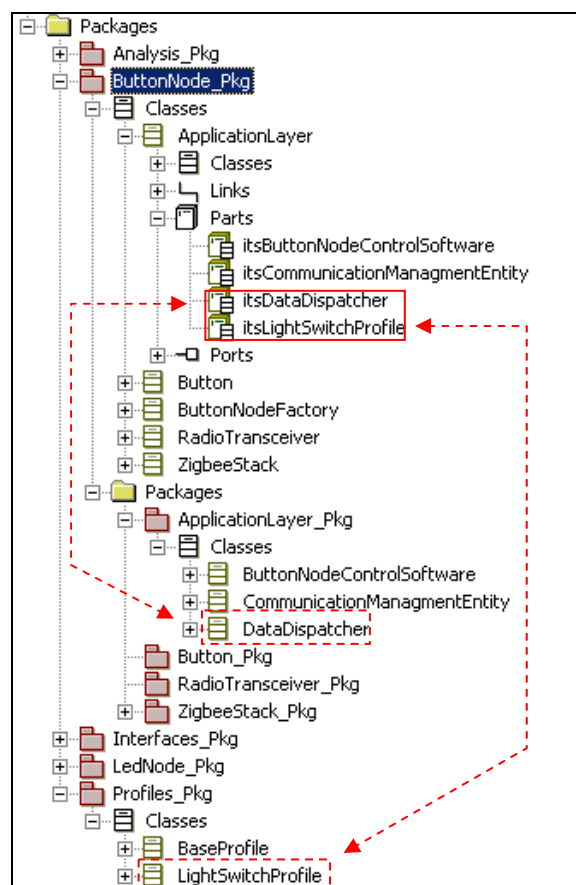 Packages
Analysis_Pkg
ButtonNode_Pkg
Classes
ApplicationLayer
Classes
Links
Parts
itsButtonNodeControlSoftware
itsCommunicationManagmentEntity
itsDataDispatcher
itsLightSwitchProfile
Ports
Button
ButtonNodeFactory
RadioTransceiver
ZigbeeStack
Packages
ApplicationLayer_Pkg
Classes
ButtonNodeControlSoftware
CommunicationManagmentEntity
DataDispatcher
Button_Pkg
RadioTransceiver_Pkg
ZigbeeStack_Pkg
Interfaces_Pkg
LedNode_Pkg
Profiles_Pkg
Classes
BaseProfile
LightSwitchProfile